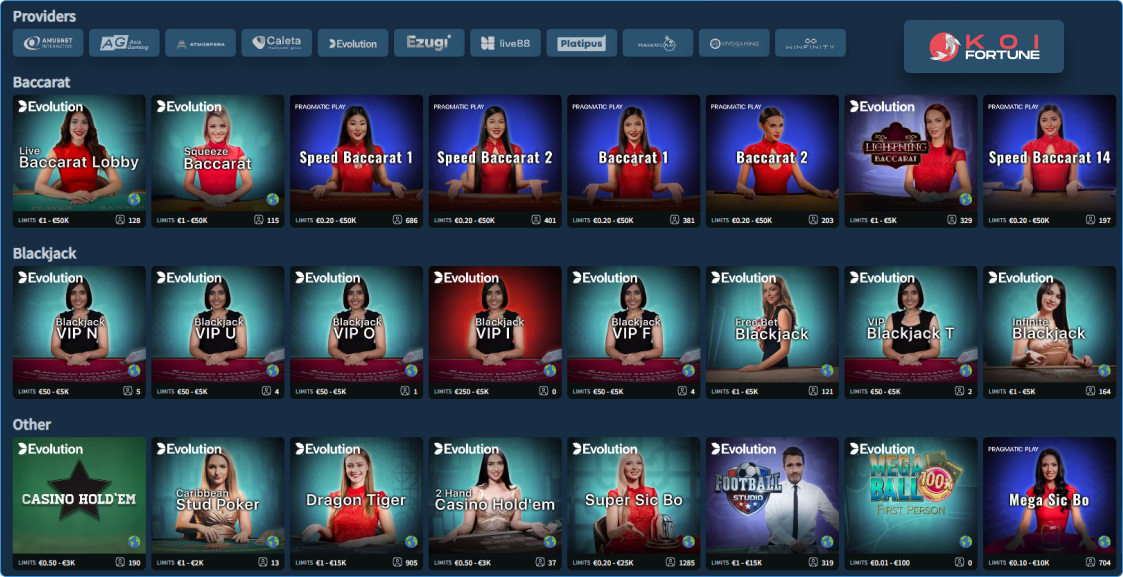 Providers
AMUSNET INTERACTIVE
AG Asia Gaming
ATMOSFERA
Caleta
Evolution
Ezugi
live88
Platipus
PRAGMATIC PLAY
VIVOGAMING
WINFINITY
KOI FORTUNE
Baccarat
Evolution
Live
Baccarat Lobby
LIMITS €1 - €50K 128
Evolution
Squeeze
Baccarat
LIMITS €1 - €50K 115
PRAGMATIC PLAY
Speed Baccarat 1
LIMITS €0.20 - €50K 686
PRAGMATIC PLAY
Speed Baccarat 2
LIMITS €0.20 - €50K 401
PRAGMATIC PLAY
Baccarat 1
LIMITS €0.20 - €50K 381
PRAGMATIC PLAY
Baccarat 2
LIMITS €0.20 - €50K 203
Evolution
LIGHTNING
BACCARAT
LIMITS €1 - €5K 329
PRAGMATIC PLAY
Speed Baccarat 14
LIMITS €0.20 - €50K 197
Blackjack
Evolution
Blackjack
VIP N
LIMITS €50 - €5K 5
Evolution
Blackjack
VIP U
LIMITS €50 - €5K 4
Evolution
Blackjack
VIP O
LIMITS €50 - €5K 1
Evolution
Blackjack
VIP I
LIMITS €250 - €5K 0
Evolution
Blackjack
VIP F
LIMITS €50 - €5K 4
Evolution
Free Bet
Blackjack
LIMITS €1 - €5K 121
Evolution
VIP
Blackjack T
LIMITS €50 - €5K 2
Evolution
Infinite
Blackjack
LIMITS €1 - €5K 164
Other
Evolution
CASINO HOLD'EM
LIMITS €0.50 - €3K 190
Evolution
Caribbean
Stud Poker
LIMITS €1 - €2K 13
Evolution
Dragon Tiger
LIMITS €1 - €15K 905
Evolution
2 Hand
Casino Hold'em
LIMITS €0.50 - €3K 37
Evolution
Super Sic Bo
LIMITS €0.20 - €25K 1285
Evolution
FOOTBALL
STUDIO
LIMITS €1 - €15K 319
Evolution
MEGA
BALL
100x
FIRST PERSON
LIMITS €0.01 - €100 0
PRAGMATIC PLAY
Mega Sic Bo
LIMITS €0.10 - €10K 704